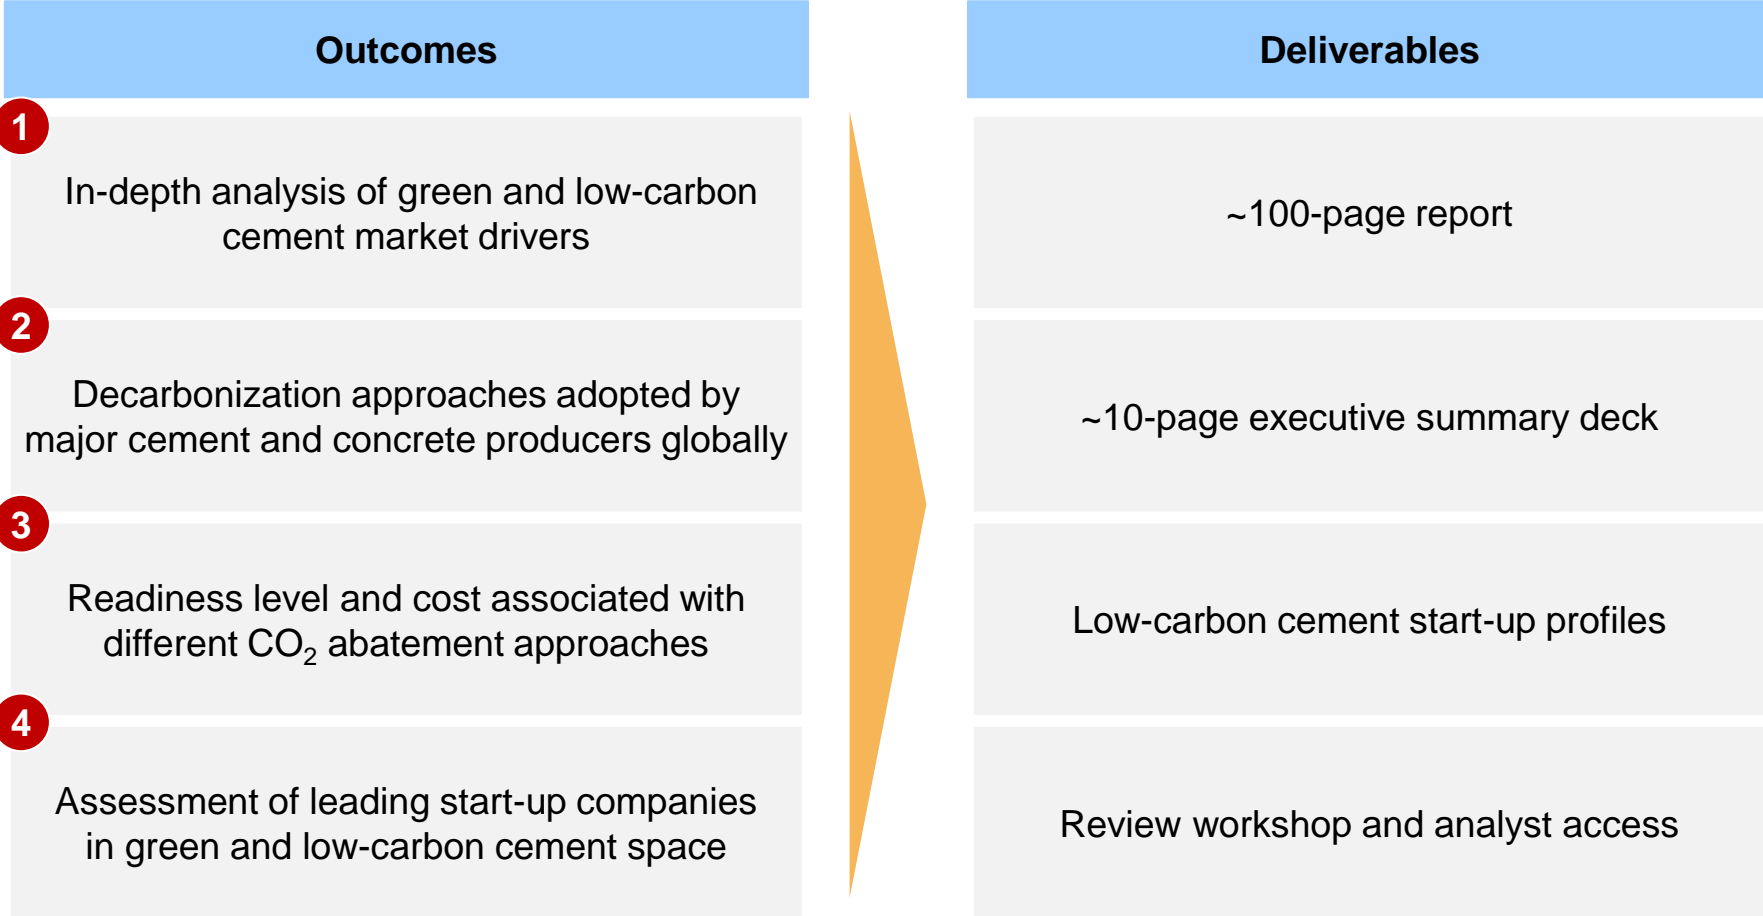 Outcomes
1
In-depth analysis of green and low-carbon
cement market drivers
2
Decarbonization approaches adopted by
major cement and concrete producers globally
3
Readiness level and cost associated with
different CO₂ abatement approaches
4
Assessment of leading start-up companies
in green and low-carbon cement space
Deliverables
~100-page report
~10-page executive summary deck
Low-carbon cement start-up profiles
Review workshop and analyst access